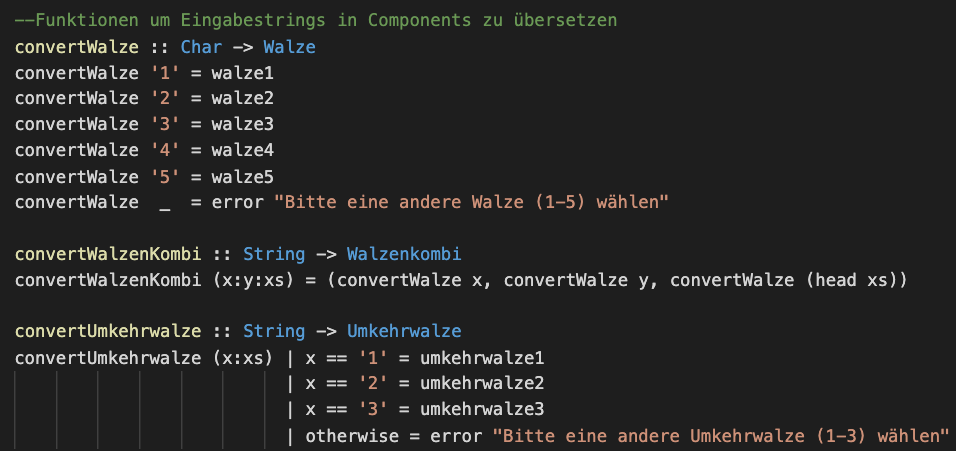 --Funktionen um Eingabestrings in Components zu übersetzen
convertWalze :: Char -> Walze
convertWalze '1' = walze1
convertWalze '2' = walze2
convertWalze '3' = walze3
convertWalze '4' = walze4
convertWalze '5' = walze5
convertWalze  _  = error "Bitte eine andere Walze (1-5) wählen"

convertWalzenKombi :: String -> Walzenkombi
convertWalzenKombi (x:y:xs) = (convertWalze x, convertWalze y, convertWalze (head xs))

convertUmkehrwalze :: String -> Umkehrwalze
convertUmkehrwalze (x:xs) | x == '1' = umkehrwalze1
                          | x == '2' = umkehrwalze2
                          | x == '3' = umkehrwalze3
                          | otherwise = error "Bitte eine andere Umkehrwalze (1-3) wählen"